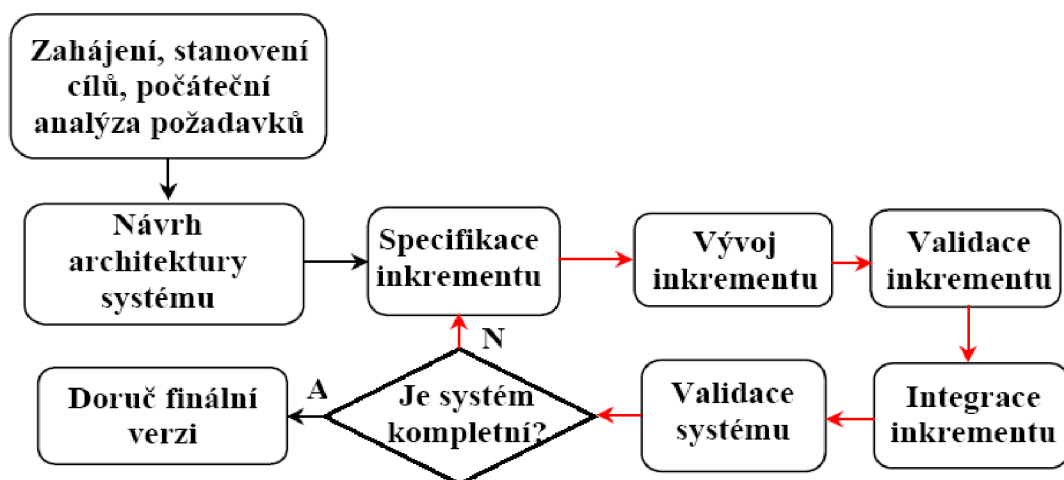 Zahájení, stanovení
cílů, počáteční
analýza požadavků
Návrh
architektury
systému
Specifikace
inkrementu
Vývoj
inkrementu
Validace
inkrementu
Integrace
inkrementu
Validace
systému
Je systém
kompletní?
N
A
Doruč finální
verzi